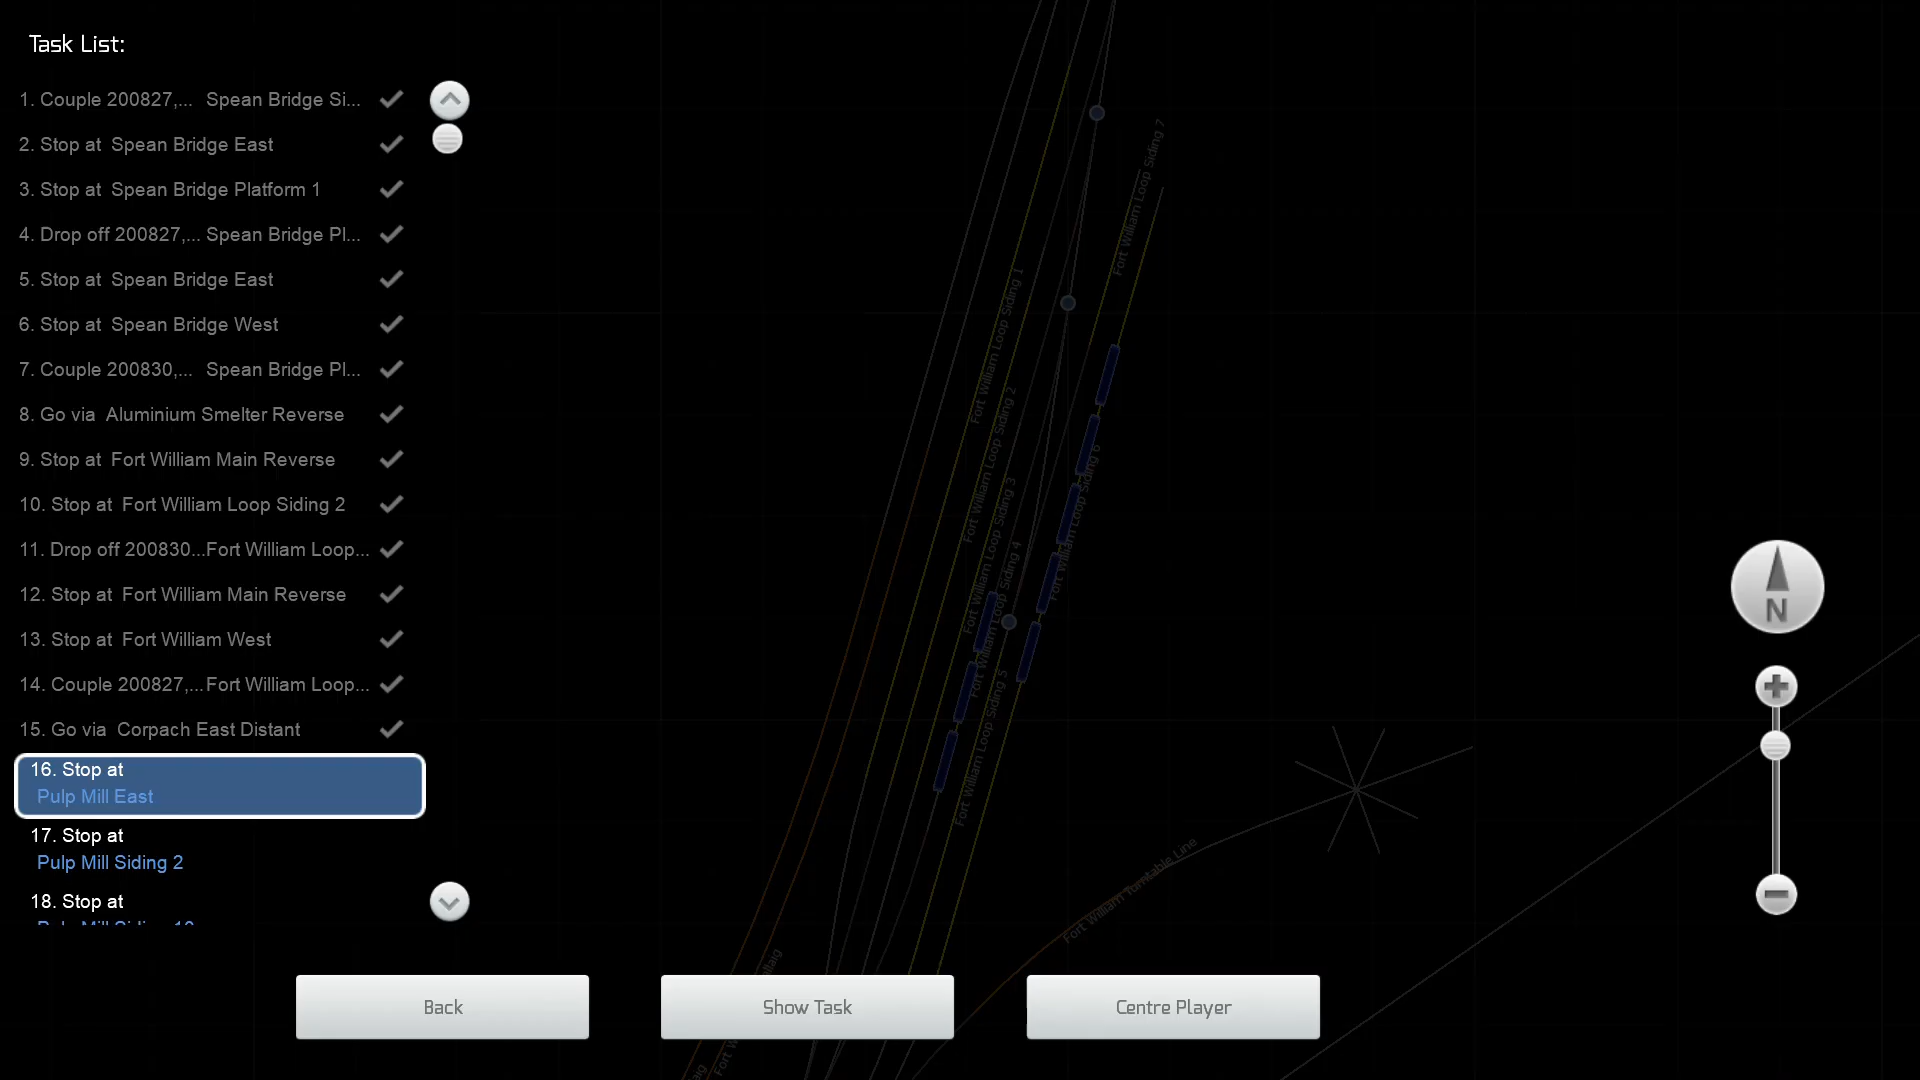 Task List:
1. Couple 200827,... Spean Bridge Si...
2. Stop at Spean Bridge East
3. Stop at Spean Bridge Platform 1
4. Drop off 200827,... Spean Bridge Pl...
5. Stop at Spean Bridge East
6. Stop at Spean Bridge West
7. Couple 200830,... Spean Bridge Pl...
8. Go via Aluminium Smelter Reverse
9. Stop at Fort William Main Reverse
10. Stop at Fort William Loop Siding 2
11. Drop off 200830...Fort William Loop...
12. Stop at Fort William Main Reverse
13. Stop at Fort William West
14. Couple 200827,...Fort William Loop...
15. Go via Corpach East Distant
16. Stop at
Pulp Mill East
17. Stop at
Pulp Mill Siding 2
18. Stop at
Fort William Loop Siding 7
Fort William Loop Siding 1
Fort William Loop Siding 2
Fort William Loop Siding 3
Fort William Loop Siding 4
Fort William Loop Siding 5
Fort William Loop Siding 6
Fort William Turntable Line
N
Back
Show Task
Centre Player